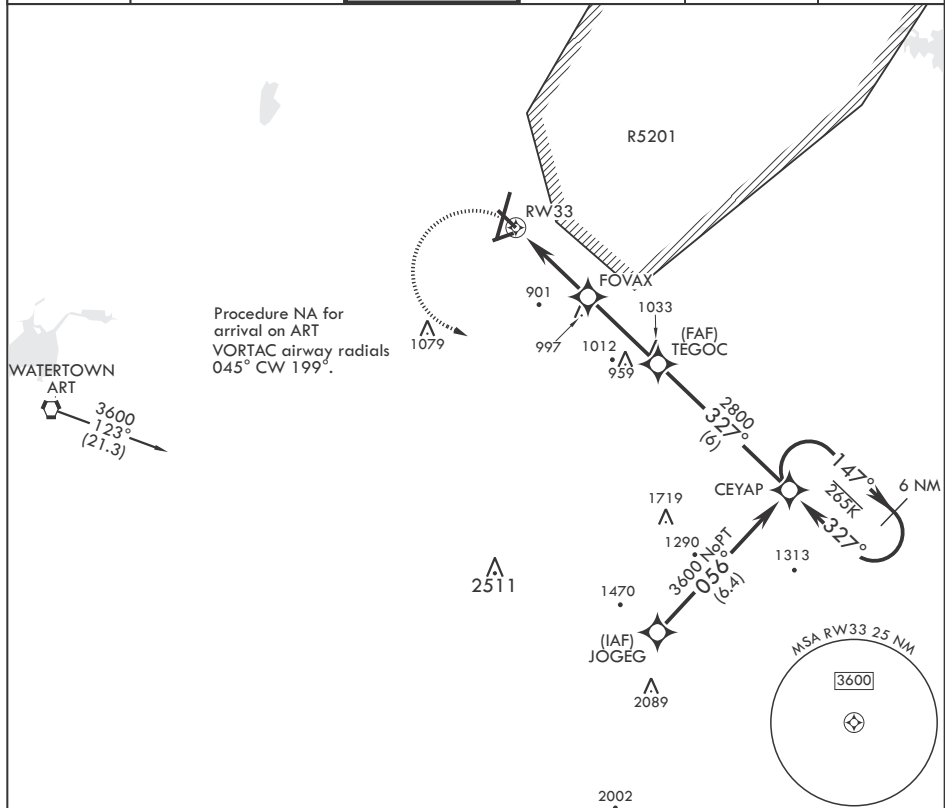 R5201
RW33
FOVAX
901
1033
Procedure NA for
arrival on ART
VORTAC airway radials
045° CW 199°.
1079
997
1012
959
(FAF)
TEGOC
WATERTOWN
ART
3600
123°
(21.3)
2800
327°
(6)
CEYAP
147°
265K
327°
6 NM
1719
1290
1313
3600 NoPT
056°
(6.4)
2511
1470
(IAF)
JOGEG
MSA RW33 25 NM
3600
2089
2002